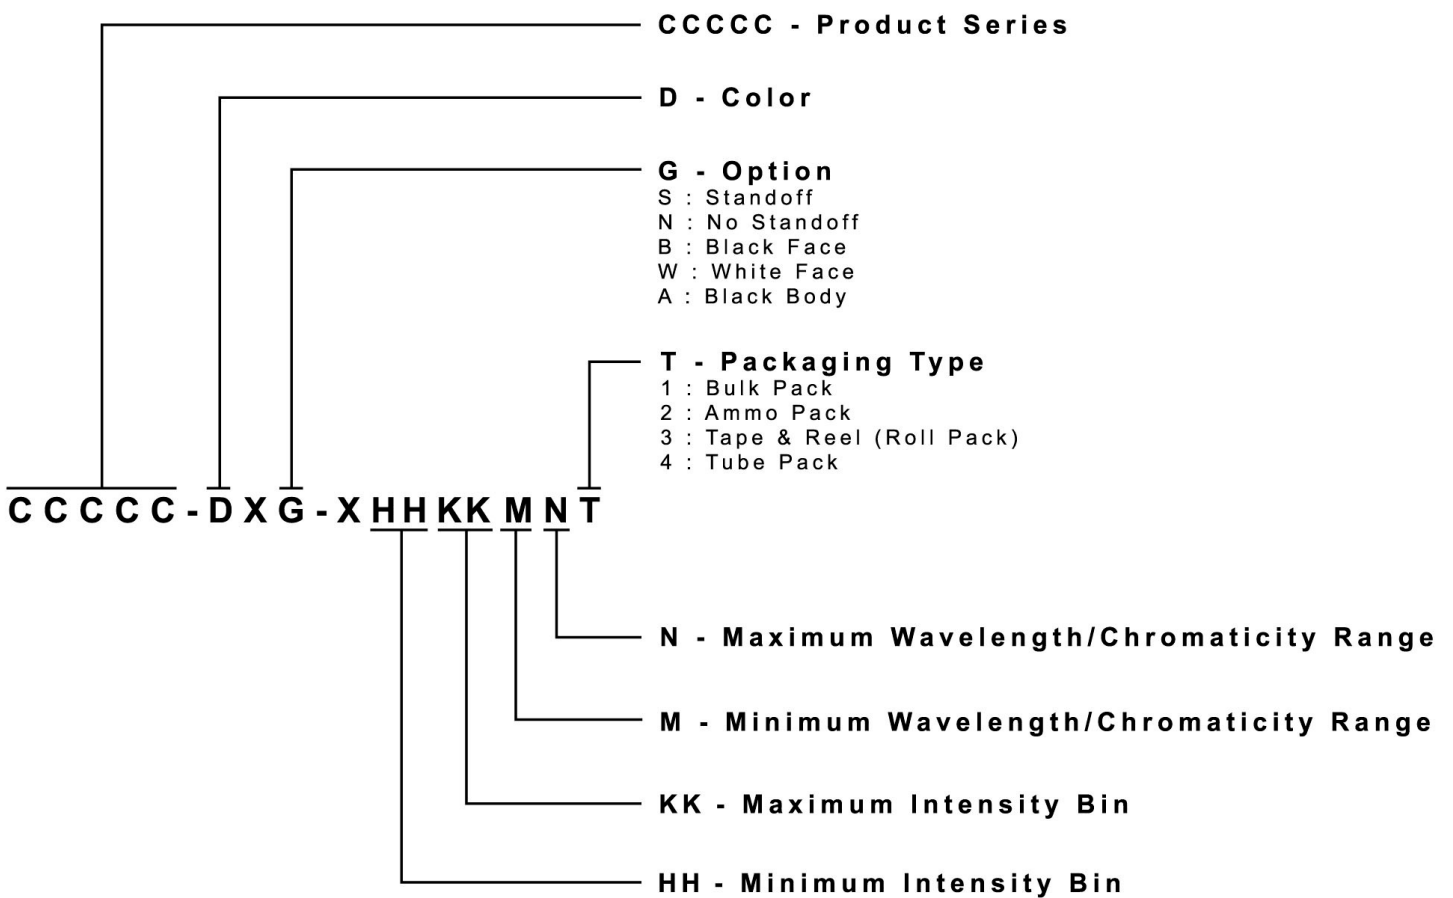 CCCCC - Product Series
D - Color
G - Option
S : Standoff
N : No Standoff
B : Black Face
W : White Face
A : Black Body
T - Packaging Type
1 : Bulk Pack
2 : Ammo Pack
3 : Tape & Reel (Roll Pack)
4 : Tube Pack
CCCCC-DXG-XHHKKMNT
N - Maximum Wavelength/Chromaticity Range
M - Minimum Wavelength/Chromaticity Range
KK - Maximum Intensity Bin
HH - Minimum Intensity Bin